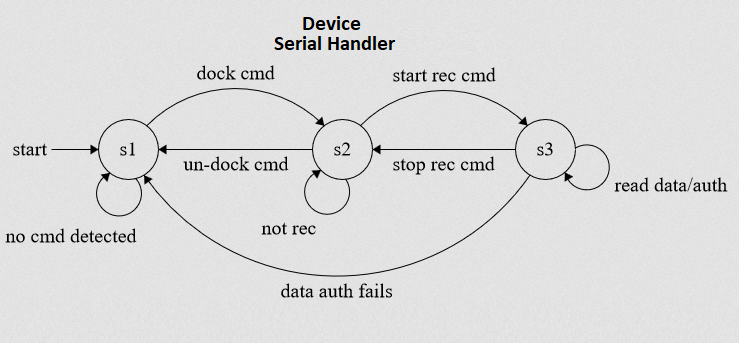 Device
Serial Handler
dock cmd
start rec cmd
start
s1
s2
s3
un-dock cmd
stop rec cmd
read data/auth
not rec
no cmd detected
data auth fails